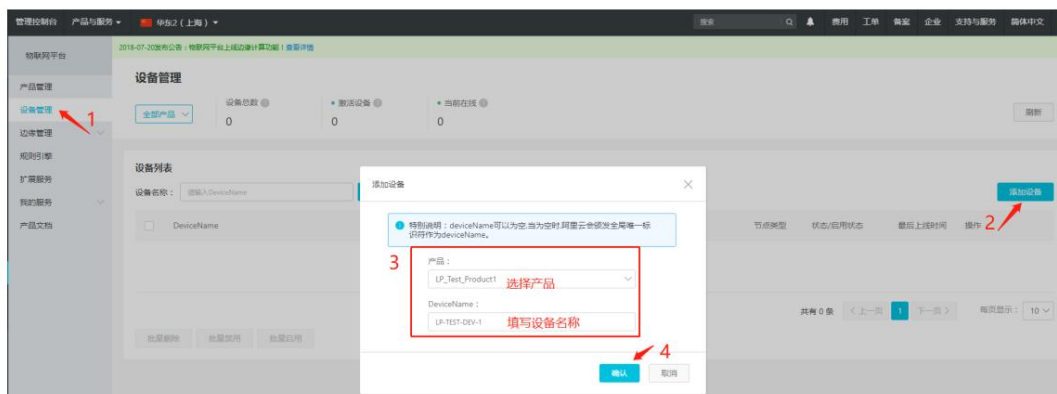 管理控制台 产品与服务 华东2（上海） 搜索 费用 工单 备案 企业 支持与服务 简体中文
物联网平台
2018-07-20发布公告：物联网平台上线边缘计算功能！查看详情
产品管理
设备管理
边缘管理
规则引擎
扩展服务
我的服务
产品文档
1
设备管理
全部产品
设备总数
0
激活设备
0
当前在线
0
刷新
设备列表
设备名称： 请输入DeviceName
添加设备
2
DeviceName 节点类型 状态/启用状态 最后上线时间 操作
共有 0 条 上一页 1 下一页 每页显示： 10
批量删除 批量禁用 批量启用
添加设备
特别说明：deviceName可以为空,当为空时,阿里云会颁发全局唯一标
识符作为deviceName。
3
产品：
LP_Test_Product1 选择产品
DeviceName：
LP-TEST-DEV-1 填写设备名称
4
确认 取消